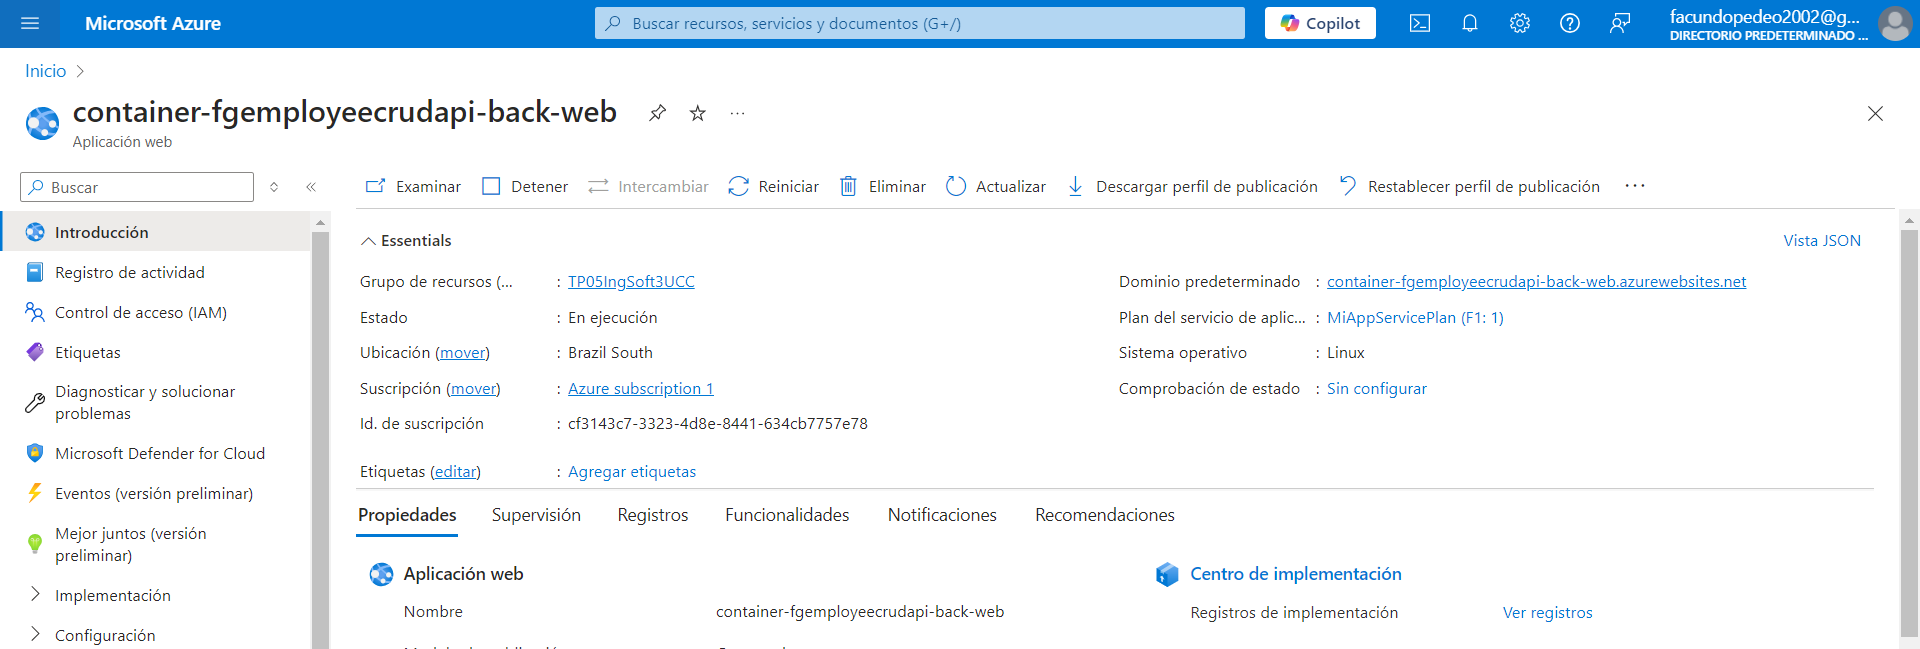 Microsoft Azure
Buscar recursos, servicios y documentos (G+/)
Copilot
facundopedeo2002@g...
DIRECTORIO PREDETERMINADO ...
Inicio
container-fgemployeecrudapi-back-web
Aplicación web
Buscar
Examinar
Detener
Intercambiar
Reiniciar
Eliminar
Actualizar
Descargar perfil de publicación
Restablecer perfil de publicación
Introducción
Registro de actividad
Control de acceso (IAM)
Etiquetas
Diagnosticar y solucionar
problemas
Microsoft Defender for Cloud
Eventos (versión preliminar)
Mejor juntos (versión
preliminar)
Implementación
Configuración
Essentials
Vista JSON
Grupo de recursos (... : TP05IngSoft3UCC
Estado : En ejecución
Ubicación (mover) : Brazil South
Suscripción (mover) : Azure subscription 1
Id. de suscripción : cf3143c7-3323-4d8e-8441-634cb7757e78
Etiquetas (editar) : Agregar etiquetas
Dominio predeterminado : container-fgemployeecrudapi-back-web.azurewebsites.net
Plan del servicio de aplic... : MiAppServicePlan (F1: 1)
Sistema operativo : Linux
Comprobación de estado : Sin configurar
Propiedades
Supervisión
Registros
Funcionalidades
Notificaciones
Recomendaciones
Aplicación web
Nombre container-fgemployeecrudapi-back-web
Centro de implementación
Registros de implementación Ver registros